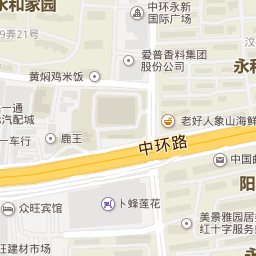 永和家园
中环永新
国际广场
9弄21号
爱普香料集团
股份公司
永和
黄焖鸡米饭
一通
汽配城
老好人象山海鲜
一车行
鹿王
中环路
中国邮
阳
众旺宾馆
卜蜂莲花
美景雅园居
红十字服务
旺建材市场